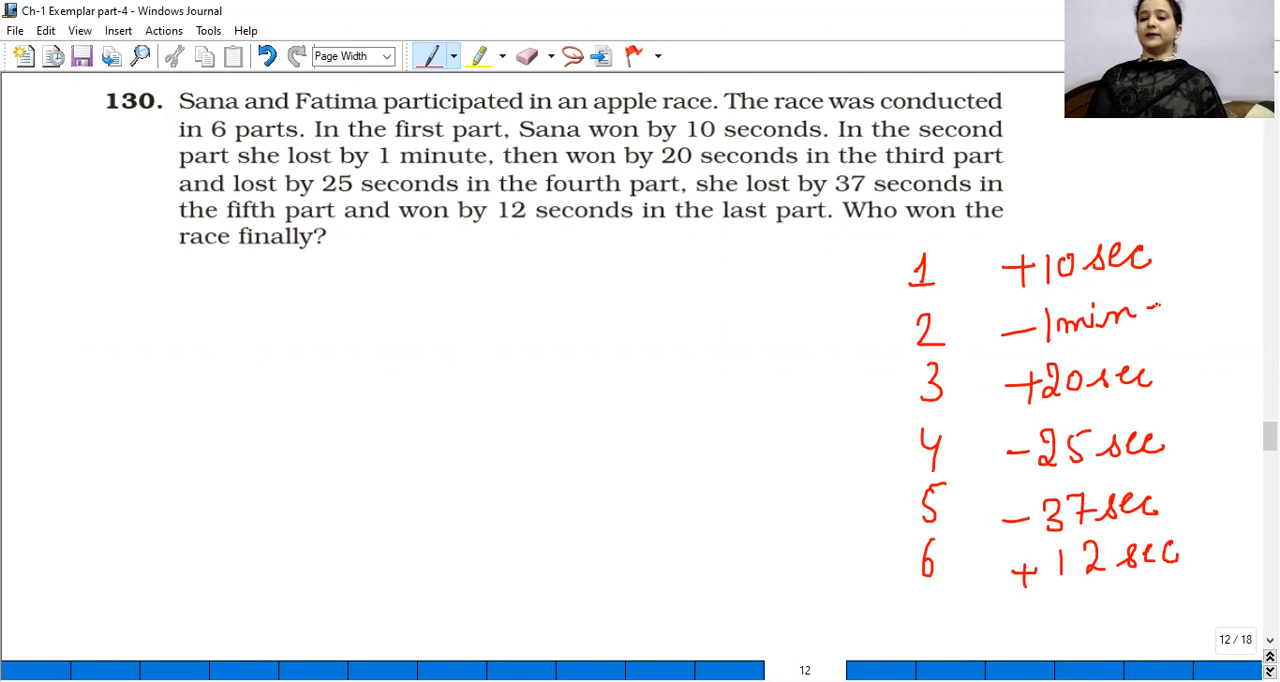 Ch-1 Exemplar part-4 - Windows Journal
File Edit View Insert Actions Tools Help
Page Width
130. Sana and Fatima participated in an apple race. The race was conducted
in 6 parts. In the first part, Sana won by 10 seconds. In the second
part she lost by 1 minute, then won by 20 seconds in the third part
and lost by 25 seconds in the fourth part, she lost by 37 seconds in
the fifth part and won by 12 seconds in the last part. Who won the
race finally?
1 +10 sec
2 -1 min -
3 +20 sec
4 -25 sec
5 -37 sec
6 +12 sec
12 / 18
12